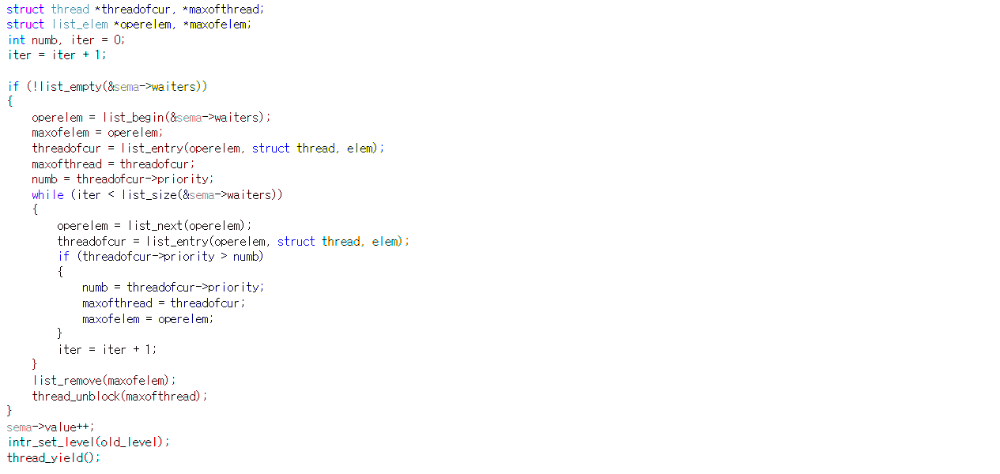 struct thread *threadofcur, *maxofthread;
struct list_elem *operelem, *maxofelem;
int numb, iter = 0;
iter = iter + 1;

if (!list_empty(&sema->waiters))
{
    operelem = list_begin(&sema->waiters);
    maxofelem = operelem;
    threadofcur = list_entry(operelem, struct thread, elem);
    maxofthread = threadofcur;
    numb = threadofcur->priority;
    while (iter < list_size(&sema->waiters))
    {
        operelem = list_next(operelem);
        threadofcur = list_entry(operelem, struct thread, elem);
        if (threadofcur->priority > numb)
        {
            numb = threadofcur->priority;
            maxofthread = threadofcur;
            maxofelem = operelem;
        }
        iter = iter + 1;
    }
    list_remove(maxofelem);
    thread_unblock(maxofthread);
}
sema->value++;
intr_set_level(old_level);
thread_yield();